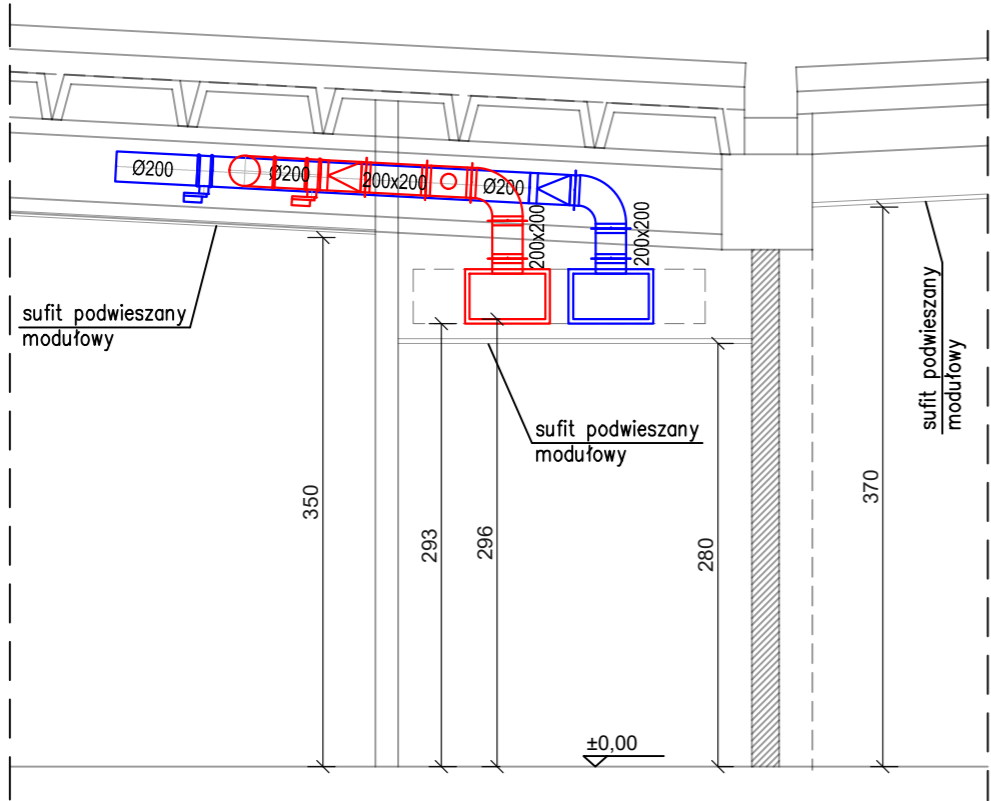 Ø200
Ø200
200x200
Ø200
200x200
200x200
sufit podwieszany
modułowy
sufit podwieszany
modułowy
sufit podwieszany
modułowy
350
293
296
280
370
±0,00